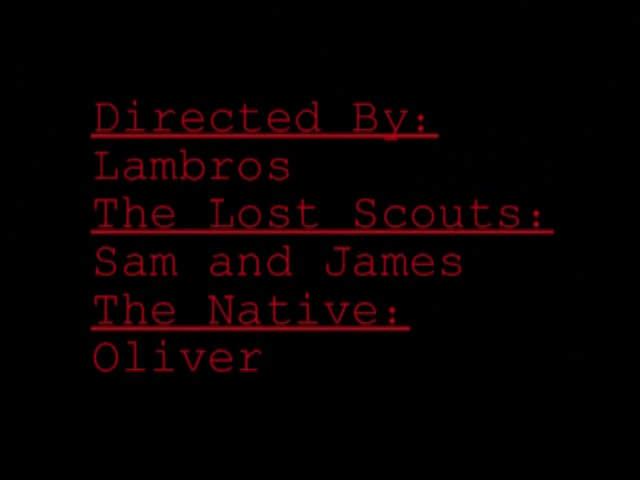 Directed By:
Lambros
The Lost Scouts:
Sam and James
The Native:
Oliver